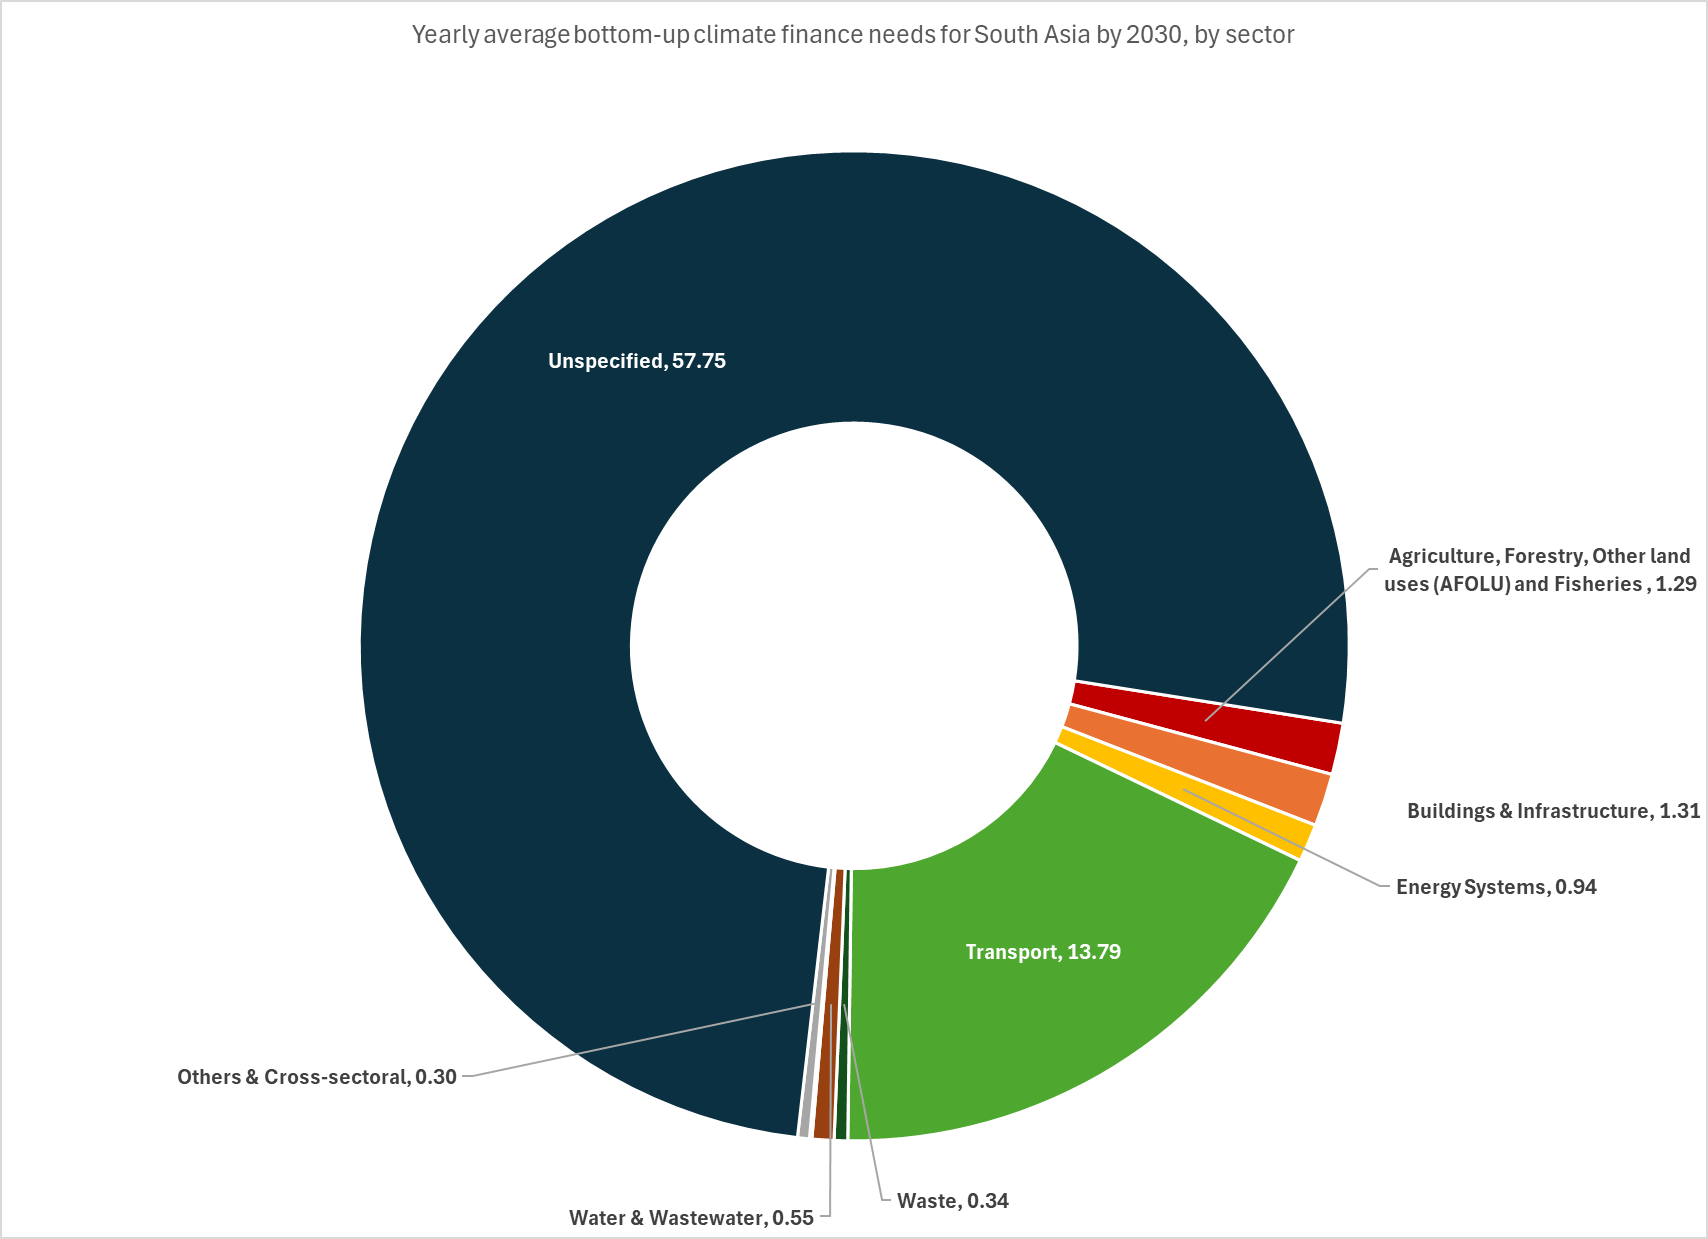 Yearly average bottom-up climate finance needs for South Asia by 2030, by sector
Unspecified, 57.75
Agriculture, Forestry, Other land
uses (AFOLU) and Fisheries , 1.29
Buildings & Infrastructure, 1.31
Energy Systems, 0.94
Transport, 13.79
Others & Cross-sectoral, 0.30
Waste, 0.34
Water & Wastewater, 0.55